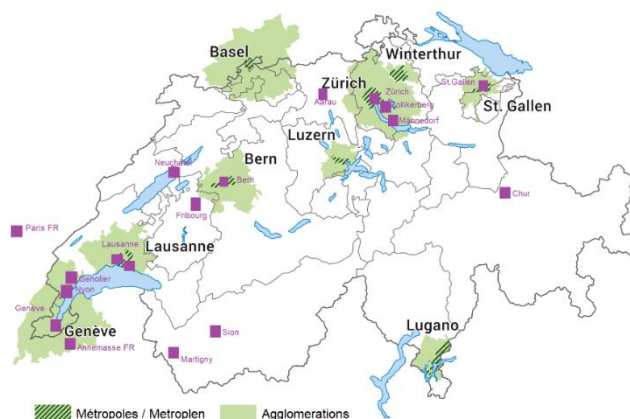 Basel
Winterthur
Zürich
St. Gallen
Aarau
Zürich
Zollikerberg
Männedorf
St. Gallen
Luzern
Neuchâtel
Bern
Bern
Chur
Fribourg
Paris FR
Lausanne
Lausanne
Genolier
Nyon
Genève
Genève
Annemasse FR
Sion
Martigny
Lugano
Métropoles / Metroplen
Agglomerations